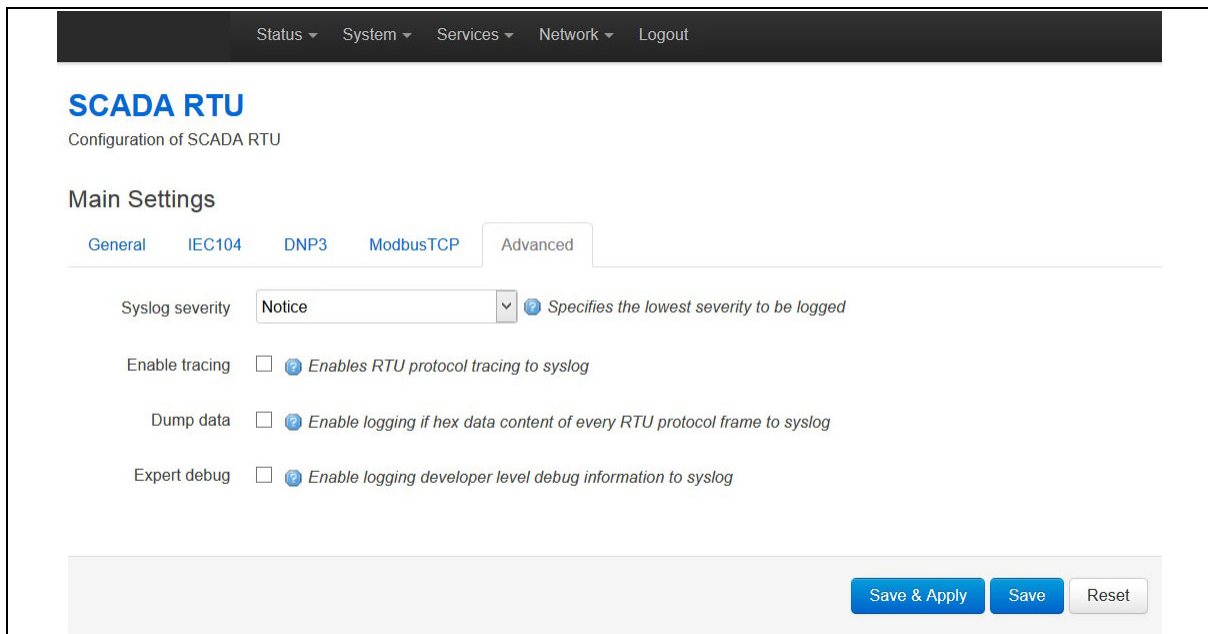 Status System Services Network Logout
SCADA RTU
Configuration of SCADA RTU
Main Settings
General IEC104 DNP3 ModbusTCP Advanced
Syslog severity Notice ? Specifies the lowest severity to be logged
Enable tracing ? Enables RTU protocol tracing to syslog
Dump data ? Enable logging if hex data content of every RTU protocol frame to syslog
Expert debug ? Enable logging developer level debug information to syslog
Save & Apply Save Reset